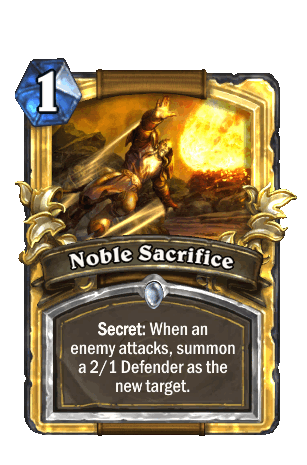 1
Noble Sacrifice
Secret: When an
enemy attacks, summon
a 2/1 Defender as the
new target.